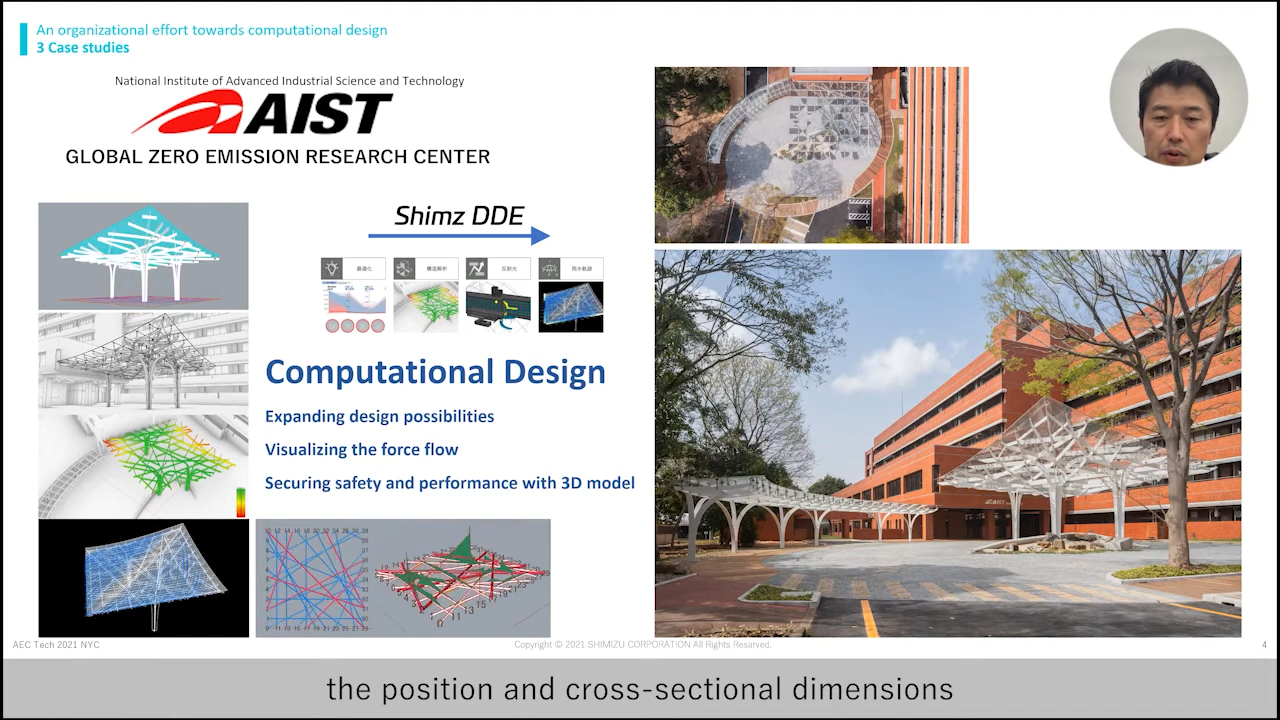 An organizational effort towards computational design
3 Case studies
National Institute of Advanced Industrial Science and Technology
AIST
GLOBAL ZERO EMISSION RESEARCH CENTER
Shimz DDE
最適化
構造解析
反射光
雨水軌跡
Computational Design
Expanding design possibilities
Visualizing the force flow
Securing safety and performance with 3D model
AIST
AEC Tech 2021 NYC
Copyright © 2021 SHIMIZU CORPORATION All Rights Reserved.
4
the position and cross-sectional dimensions